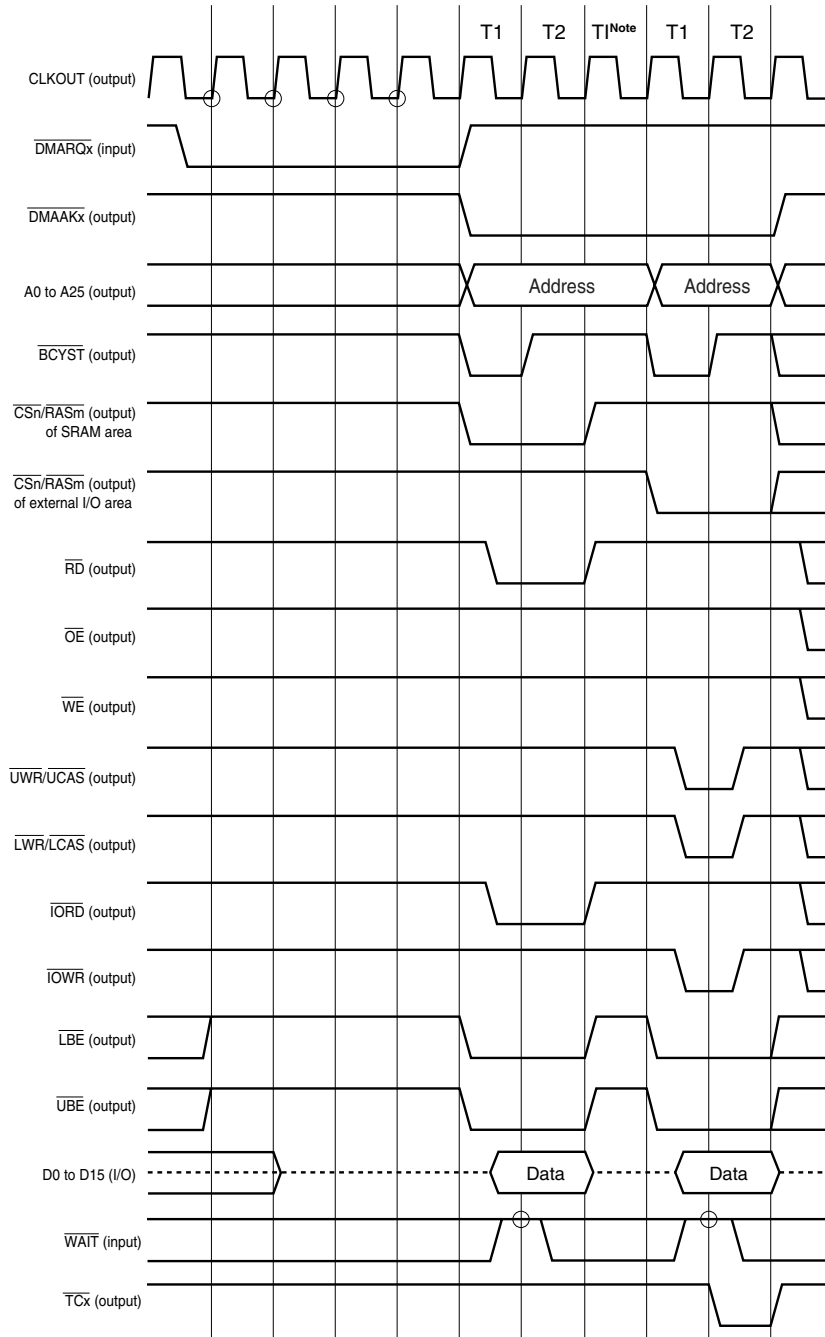 T1 T2 TINote T1 T2
CLKOUT (output)
DMARQx (input)
DMAAKx (output)
A0 to A25 (output) Address Address
BCYST (output)
CSn/RASm (output)
of SRAM area
CSn/RASm (output)
of external I/O area
RD (output)
OE (output)
WE (output)
UWR/UCAS (output)
LWR/LCAS (output)
IORD (output)
IOWR (output)
LBE (output)
UBE (output)
D0 to D15 (I/O) Data Data
WAIT (input)
TCx (output)